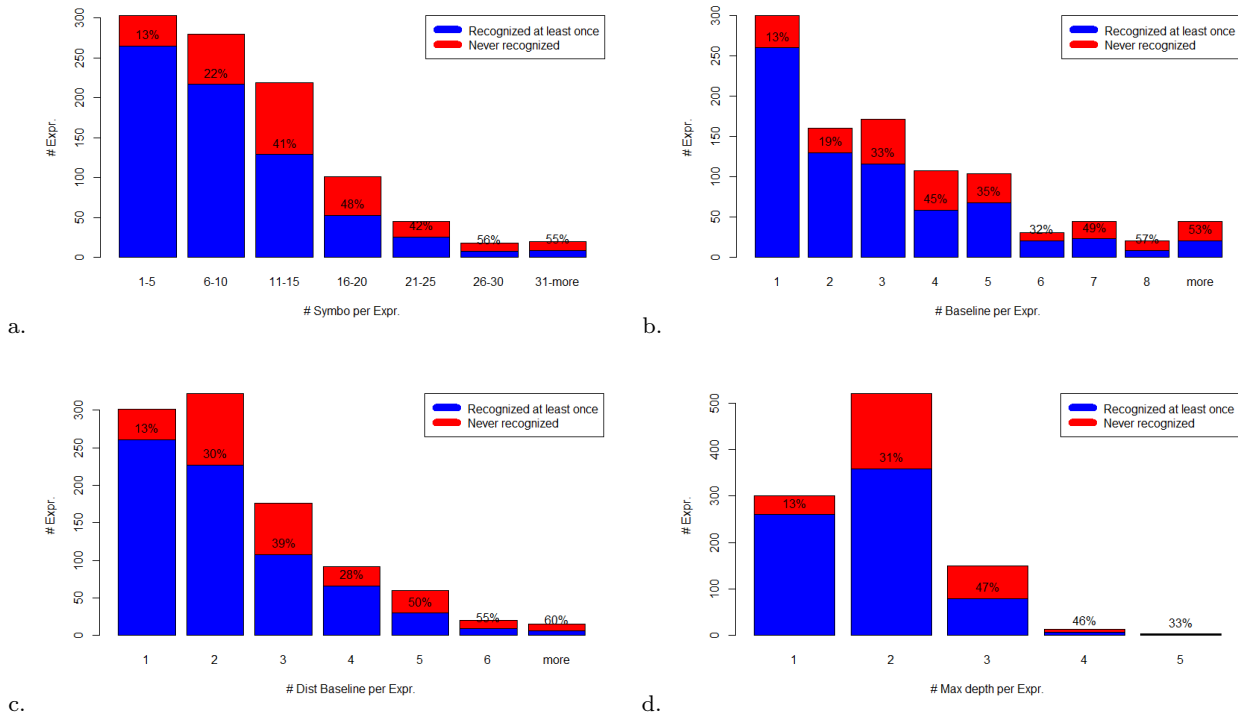 300
250
200
150
100
50
0
# Expr.
13%
22%
41%
48%
42%
56%
55%
Recognized at least once
Never recognized
1-5 6-10 11-15 16-20 21-25 26-30 31-more
# Symbo per Expr.
a.
300
250
200
150
100
50
0
# Expr.
13%
19%
33%
45%
35%
32%
49%
57%
53%
Recognized at least once
Never recognized
1 2 3 4 5 6 7 8 more
# Baseline per Expr.
b.
300
250
200
150
100
50
0
# Expr.
13%
30%
39%
28%
50%
55%
60%
Recognized at least once
Never recognized
1 2 3 4 5 6 more
# Dist Baseline per Expr.
c.
500
400
300
200
100
0
# Expr.
13%
31%
47%
46%
33%
Recognized at least once
Never recognized
1 2 3 4 5
# Max depth per Expr.
d.